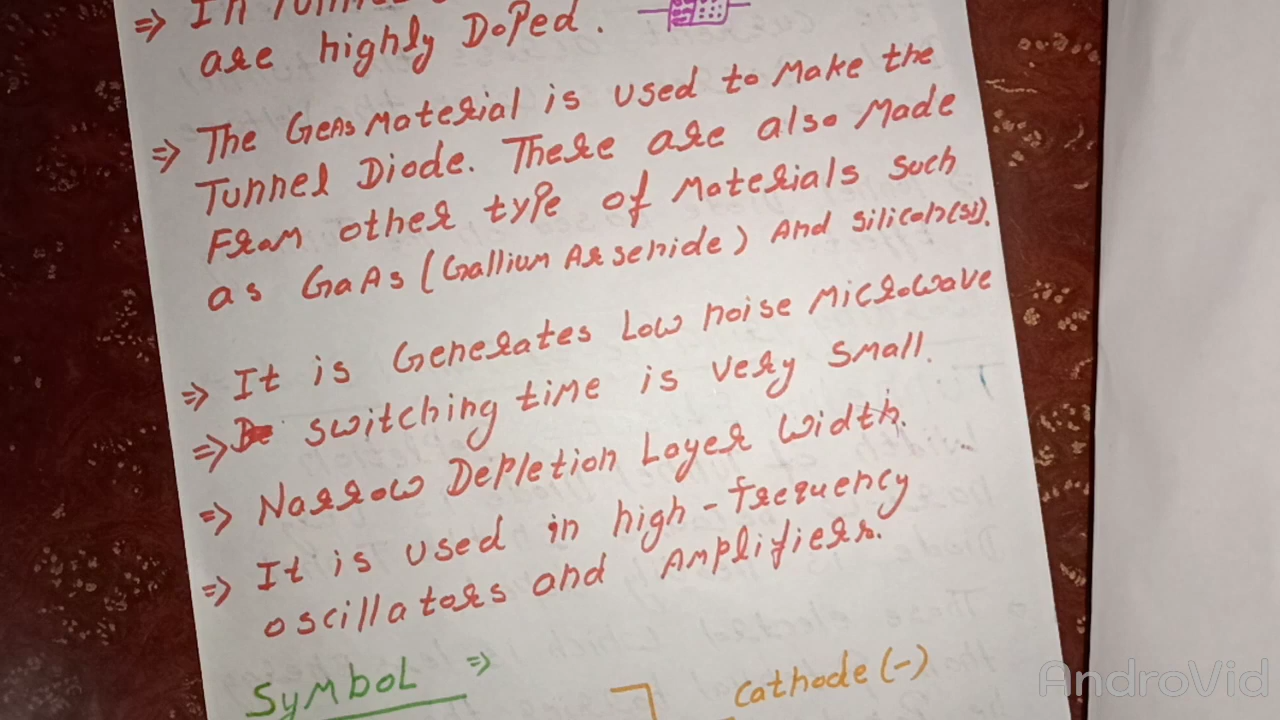 ⇒ In
are highly Doped.
⇒ The GeAs Material is used to Make the
Tunnel Diode. There are also Made
From other type of Materials Such
as GaAs (Gallium Arsenide) And Silicon(Si).
⇒ It is Generates Low noise Microwave
⇒ switching time is very Small.
⇒ Narrow Depletion Layer Width.
⇒ It is used in high-frequency
oscillators and Amplifiers.
Symbol ⇒
Cathode (-)
AndroVid